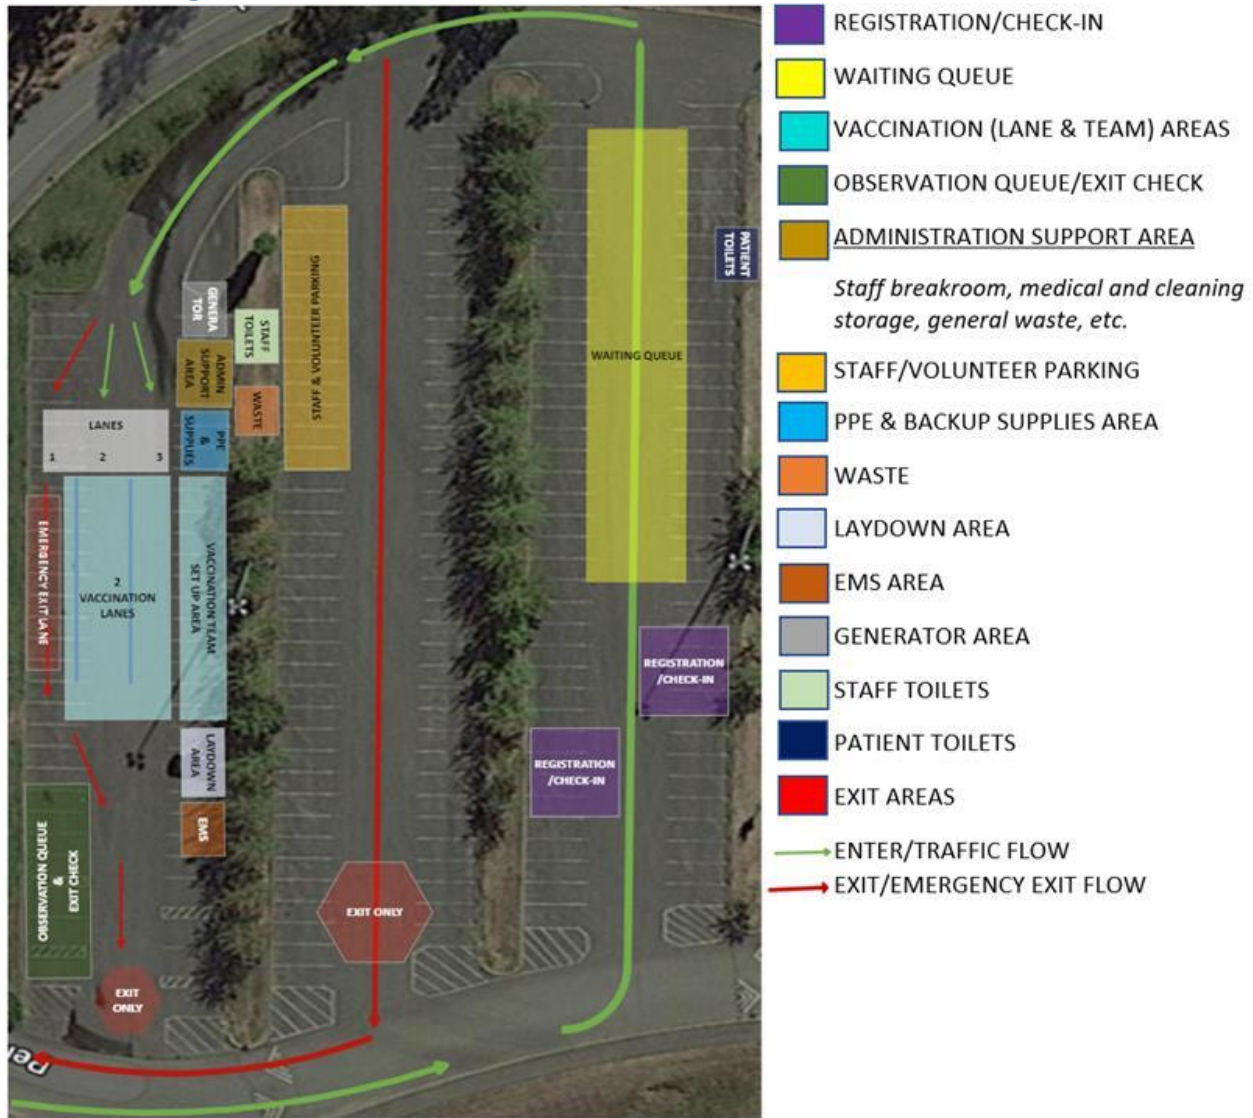 REGISTRATION/CHECK-IN
WAITING QUEUE
VACCINATION (LANE & TEAM) AREAS
OBSERVATION QUEUE/EXIT CHECK
ADMINISTRATION SUPPORT AREA
Staff breakroom, medical and cleaning
storage, general waste, etc.
STAFF/VOLUNTEER PARKING
PPE & BACKUP SUPPLIES AREA
WASTE
LAYDOWN AREA
EMS AREA
GENERATOR AREA
STAFF TOILETS
PATIENT TOILETS
EXIT AREAS
ENTER/TRAFFIC FLOW
EXIT/EMERGENCY EXIT FLOW
PATIENT
TOILETS
GENERA
TOR
STAFF
TOILETS
STAFF & VOLUNTEER PARKING
WAITING QUEUE
ADMIN
SUPPORT
AREA
WASTE
LANES
1 2 3
PPE
&
SUPPLIES
EMERGENCY EXIT LANE
2
VACCINATION
LANES
VACCINATION TEAM
SET UP AREA
REGISTRATION
/CHECK-IN
REGISTRATION
/CHECK-IN
LAYDOWN
AREA
EMS
OBSERVATION QUEUE
&
EXIT CHECK
EXIT ONLY
EXIT
ONLY